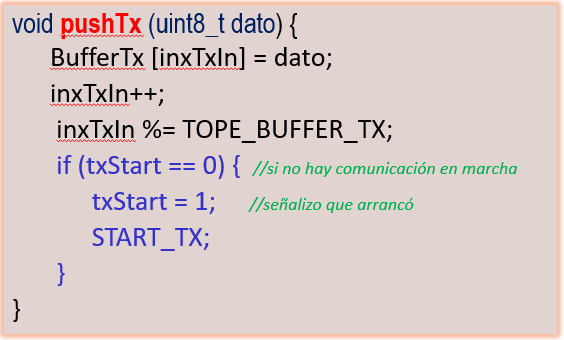 void pushTx (uint8_t dato) {
BufferTx [inxTxIn] = dato;
inxTxIn++;
inxTxIn %= TOPE_BUFFER_TX;
if (txStart == 0) { //si no hay comunicación en marcha
txStart = 1; //señalizo que arrancó
START_TX;
}
}